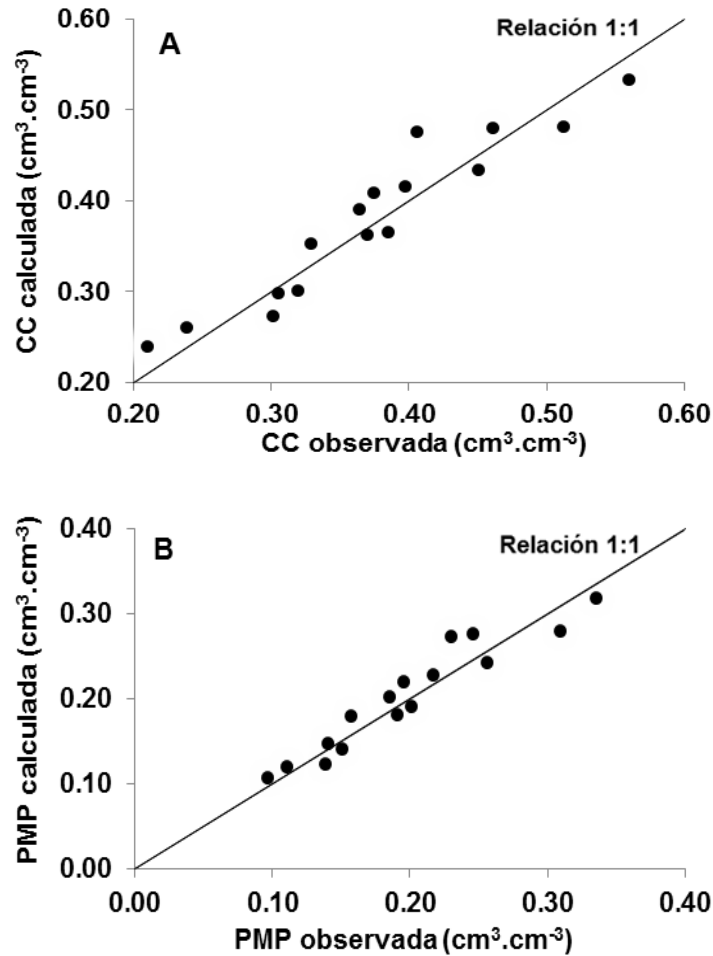 0.60
A
Relación 1:1
0.50
0.40
0.30
0.20
CC calculada (cm³.cm⁻³)
0.20 0.30 0.40 0.50 0.60
CC observada (cm³.cm⁻³)
0.40
B
Relación 1:1
0.30
0.20
0.10
0.00
PMP calculada (cm³.cm⁻³)
0.00 0.10 0.20 0.30 0.40
PMP observada (cm³.cm⁻³)